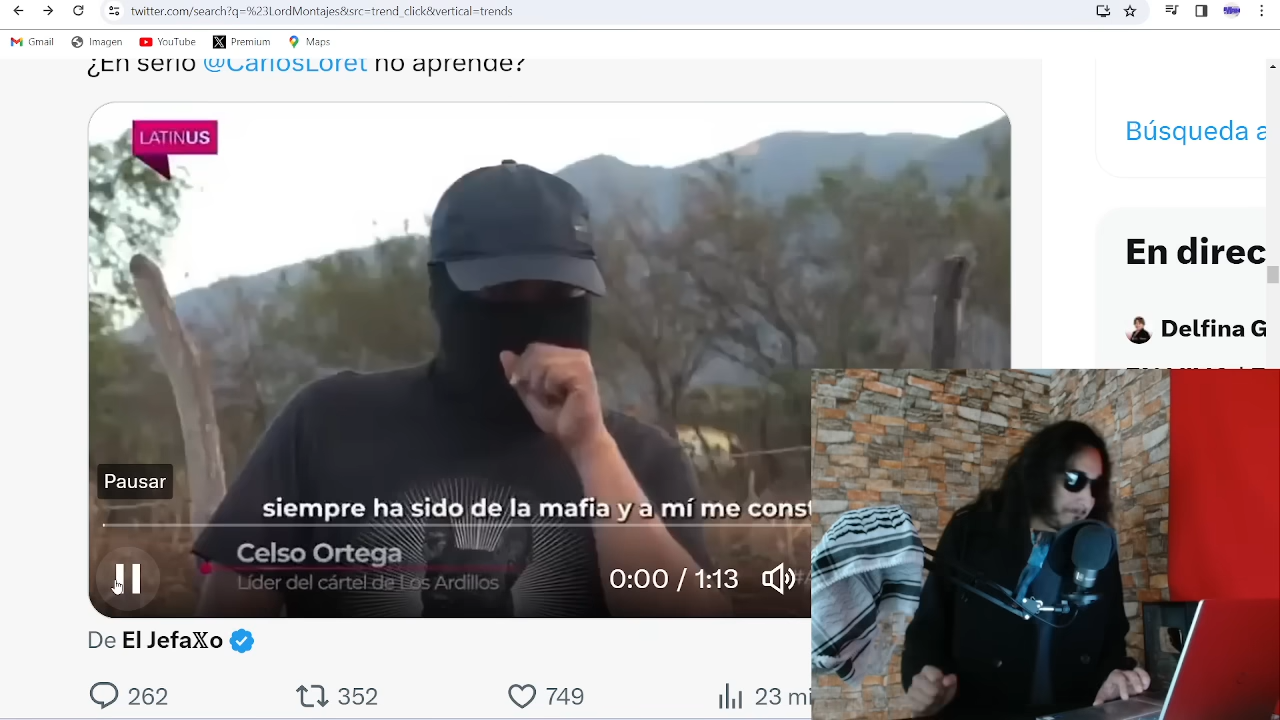 twitter.com/search?q=%23LordMontajes&src=trend_click&vertical=trends
Gmail
Imagen
YouTube
Premium
Maps
¿En serio @CarlosLoret no aprende?
LATINUS
Búsqueda a
En direc
Delfina G
Pausar
siempre ha sido de la mafia y a mí me const
Celso Ortega
Líder del cártel de Los Ardillos
0:00 / 1:13
De El Jefa𝕏o
262
352
749
23 mi